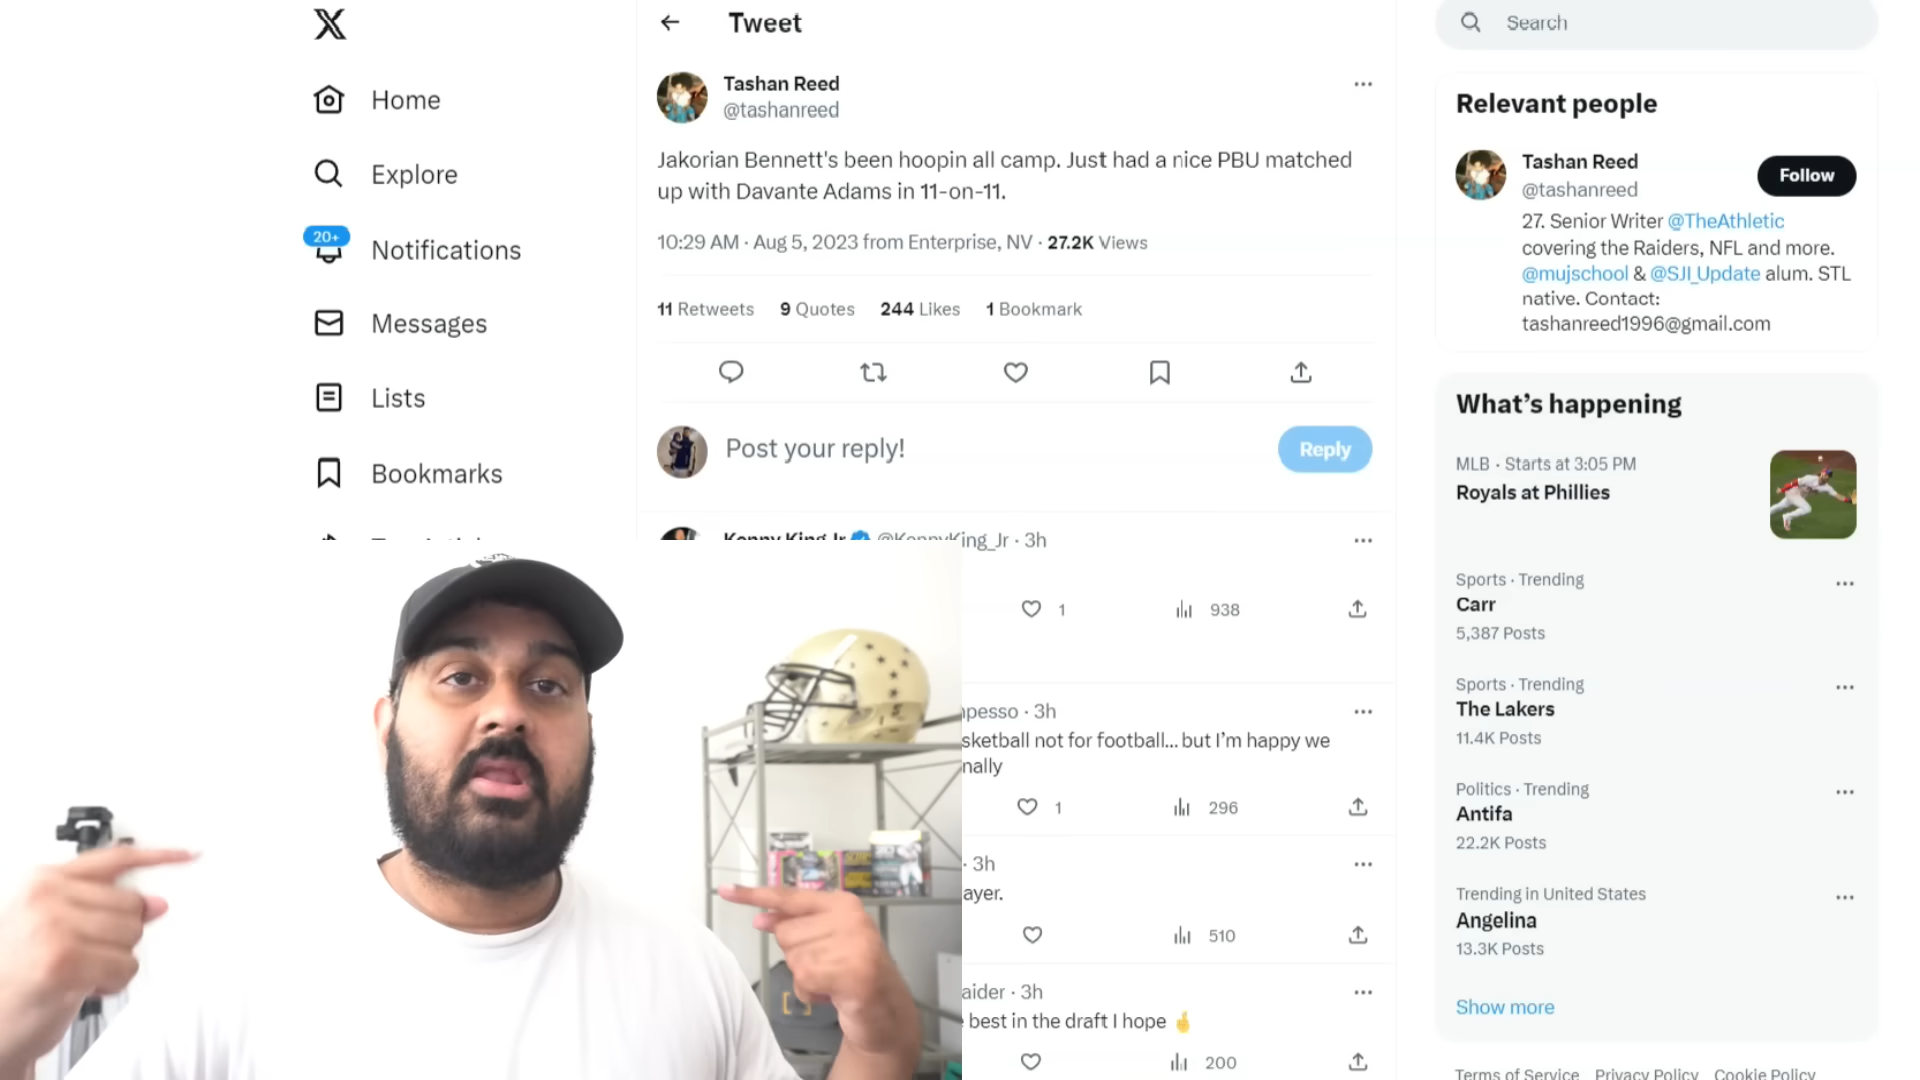 Home
Explore
20+
Notifications
Messages
Lists
Bookmarks
Tweet
Tashan Reed
@tashanreed
Jakorian Bennett's been hoopin all camp. Just had a nice PBU matched
up with Davante Adams in 11-on-11.
10:29 AM · Aug 5, 2023 from Enterprise, NV · 27.2K Views
11 Retweets 9 Quotes 244 Likes 1 Bookmark
Post your reply!
Reply
Kenny King Jr @KennyKing_Jr · 3h
1 938
pesso · 3h
sketball not for football... but I'm happy we
nally
1 296
· 3h
ayer.
510
aider · 3h
best in the draft I hope 🤞
200
Search
Relevant people
Tashan Reed
@tashanreed
Follow
27. Senior Writer @TheAthletic
covering the Raiders, NFL and more.
@mujschool & @SJI_Update alum. STL
native. Contact:
tashanreed1996@gmail.com
What's happening
MLB · Starts at 3:05 PM
Royals at Phillies
Sports · Trending
Carr
5,387 Posts
Sports · Trending
The Lakers
11.4K Posts
Politics · Trending
Antifa
22.2K Posts
Trending in United States
Angelina
13.3K Posts
Show more
Terms of Service Privacy Policy Cookie Policy